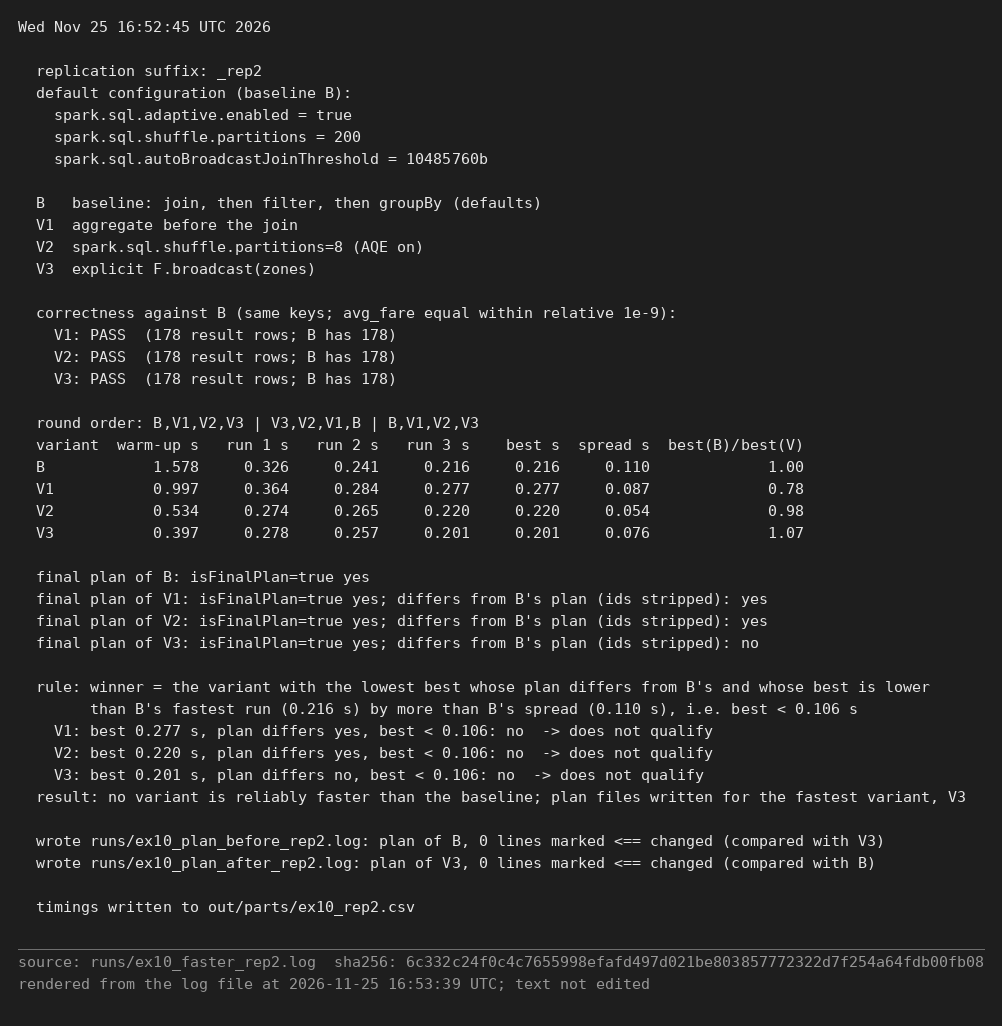 Wed Nov 25 16:52:45 UTC 2026
replication suffix: _rep2
default configuration (baseline B):
spark.sql.adaptive.enabled = true
spark.sql.shuffle.partitions = 200
spark.sql.autoBroadcastJoinThreshold = 10485760b
B   baseline: join, then filter, then groupBy (defaults)
V1  aggregate before the join
V2  spark.sql.shuffle.partitions=8 (AQE on)
V3  explicit F.broadcast(zones)
correctness against B (same keys; avg_fare equal within relative 1e-9):
V1: PASS  (178 result rows; B has 178)
V2: PASS  (178 result rows; B has 178)
V3: PASS  (178 result rows; B has 178)
round order: B,V1,V2,V3 | V3,V2,V1,B | B,V1,V2,V3
variant  warm-up s   run 1 s   run 2 s   run 3 s    best s  spread s  best(B)/best(V)
B            1.578     0.326     0.241     0.216     0.216     0.110             1.00
V1           0.997     0.364     0.284     0.277     0.277     0.087             0.78
V2           0.534     0.274     0.265     0.220     0.220     0.054             0.98
V3           0.397     0.278     0.257     0.201     0.201     0.076             1.07
final plan of B: isFinalPlan=true yes
final plan of V1: isFinalPlan=true yes; differs from B's plan (ids stripped): yes
final plan of V2: isFinalPlan=true yes; differs from B's plan (ids stripped): yes
final plan of V3: isFinalPlan=true yes; differs from B's plan (ids stripped): no
rule: winner = the variant with the lowest best whose plan differs from B's and whose best is lower
than B's fastest run (0.216 s) by more than B's spread (0.110 s), i.e. best < 0.106 s
V1: best 0.277 s, plan differs yes, best < 0.106: no  -> does not qualify
V2: best 0.220 s, plan differs yes, best < 0.106: no  -> does not qualify
V3: best 0.201 s, plan differs no, best < 0.106: no  -> does not qualify
result: no variant is reliably faster than the baseline; plan files written for the fastest variant, V3
wrote runs/ex10_plan_before_rep2.log: plan of B, 0 lines marked <== changed (compared with V3)
wrote runs/ex10_plan_after_rep2.log: plan of V3, 0 lines marked <== changed (compared with B)
timings written to out/parts/ex10_rep2.csv
source: runs/ex10_faster_rep2.log  sha256: 6c332c24f0c4c7655998efafd497d021be803857772322d7f254a64fdb00fb08
rendered from the log file at 2026-11-25 16:53:39 UTC; text not edited